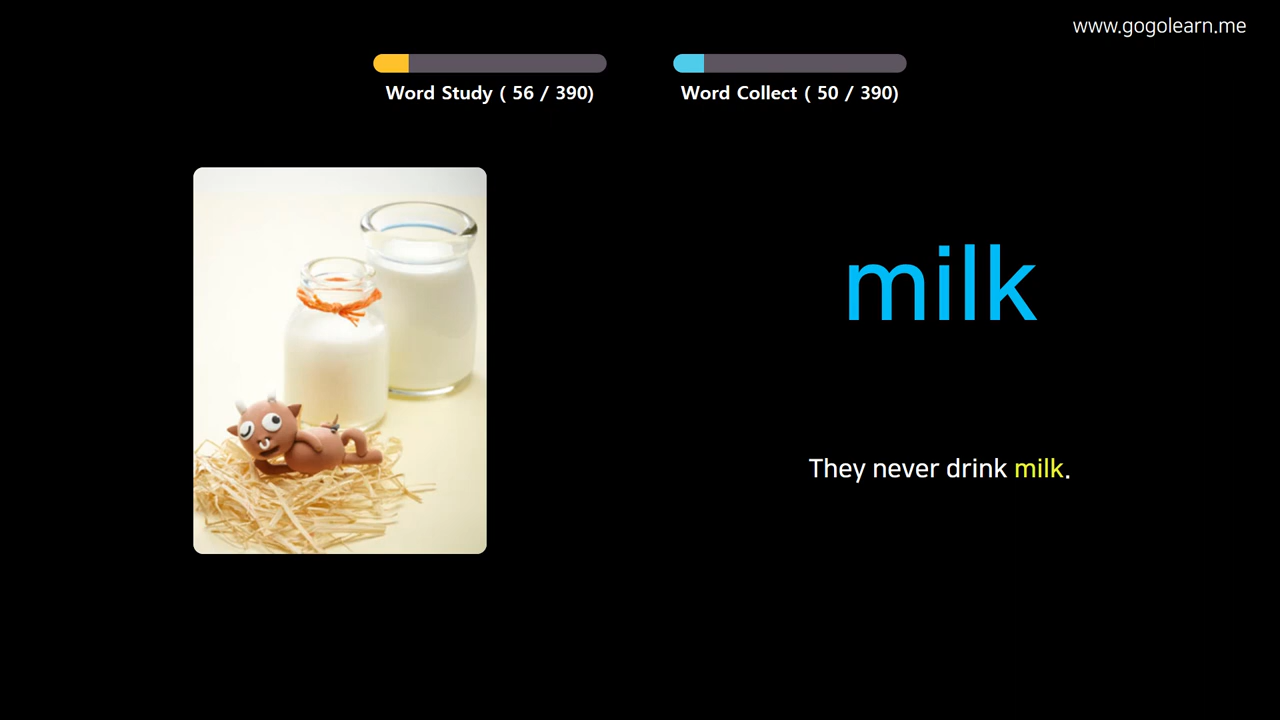 www.gogolearn.me
Word Study ( 56 / 390)
Word Collect ( 50 / 390)
milk
They never drink milk.